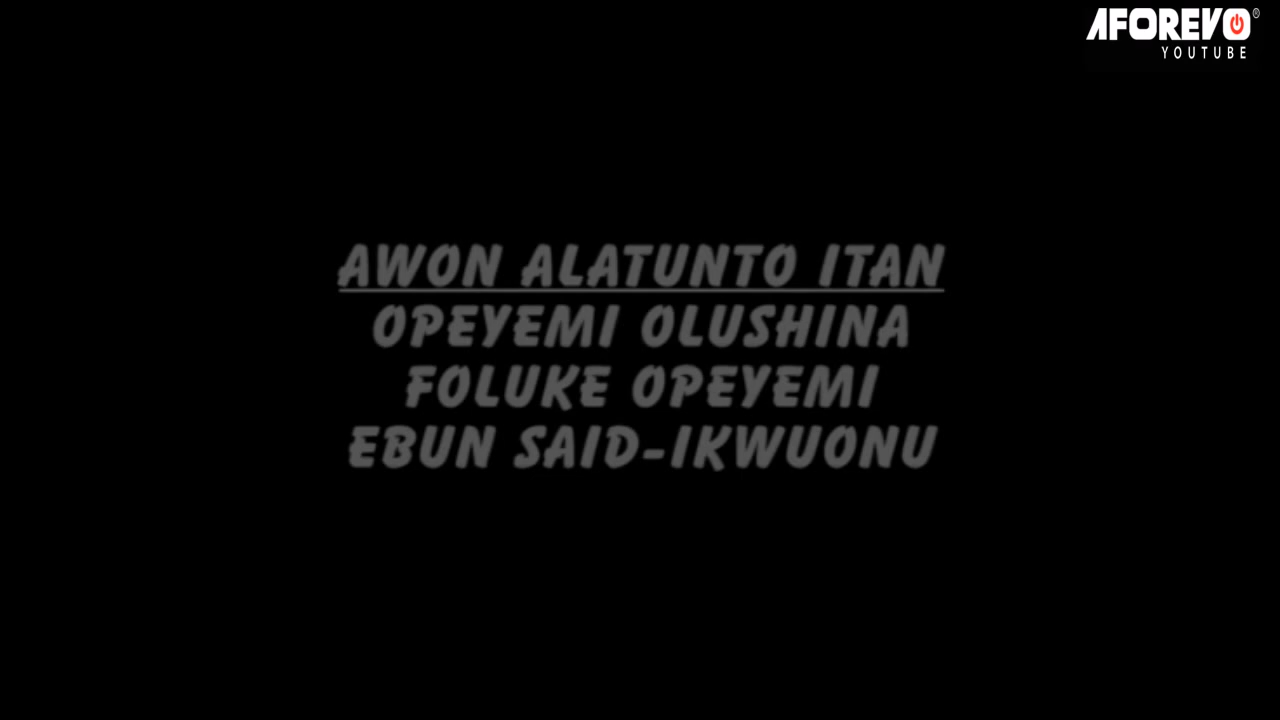 AFOREVO®
YOUTUBE
AWON ALATUNTO ITAN
OPEYEMI OLUSHINA
FOLUKE OPEYEMI
EBUN SAID-IKWUONU